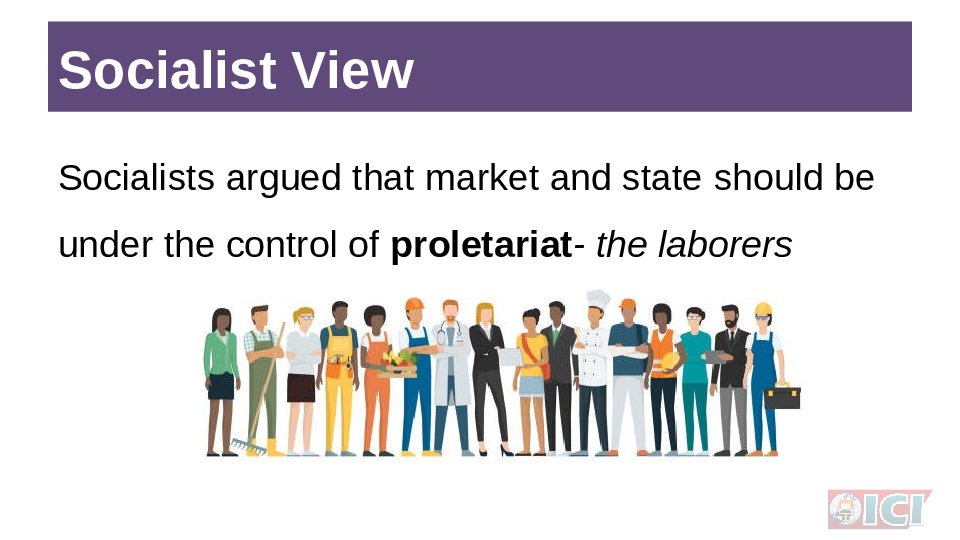 Socialist View
Socialists argued that market and state should be
under the control of proletariat- the laborers
ICI